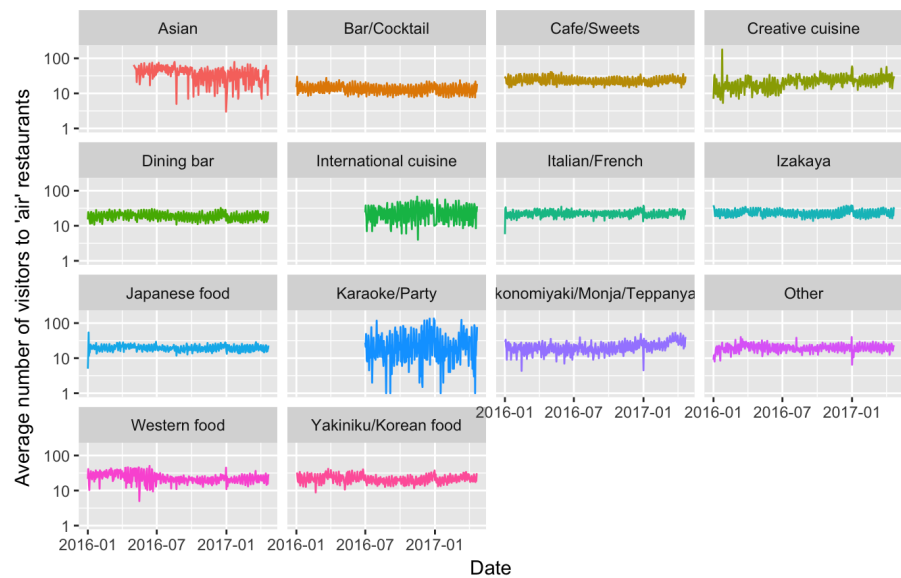 Average number of visitors to 'air' restaurants
Asian
Bar/Cocktail
Cafe/Sweets
Creative cuisine
100
10
1
Dining bar
International cuisine
Italian/French
Izakaya
100
10
1
Japanese food
Karaoke/Party
konomiyaki/Monja/Teppanya
Other
100
10
1
2016-01
2016-07
2017-01
2016-01
2016-07
2017-01
Western food
Yakiniku/Korean food
100
10
1
2016-01
2016-07
2017-01
2016-01
2016-07
2017-01
Date